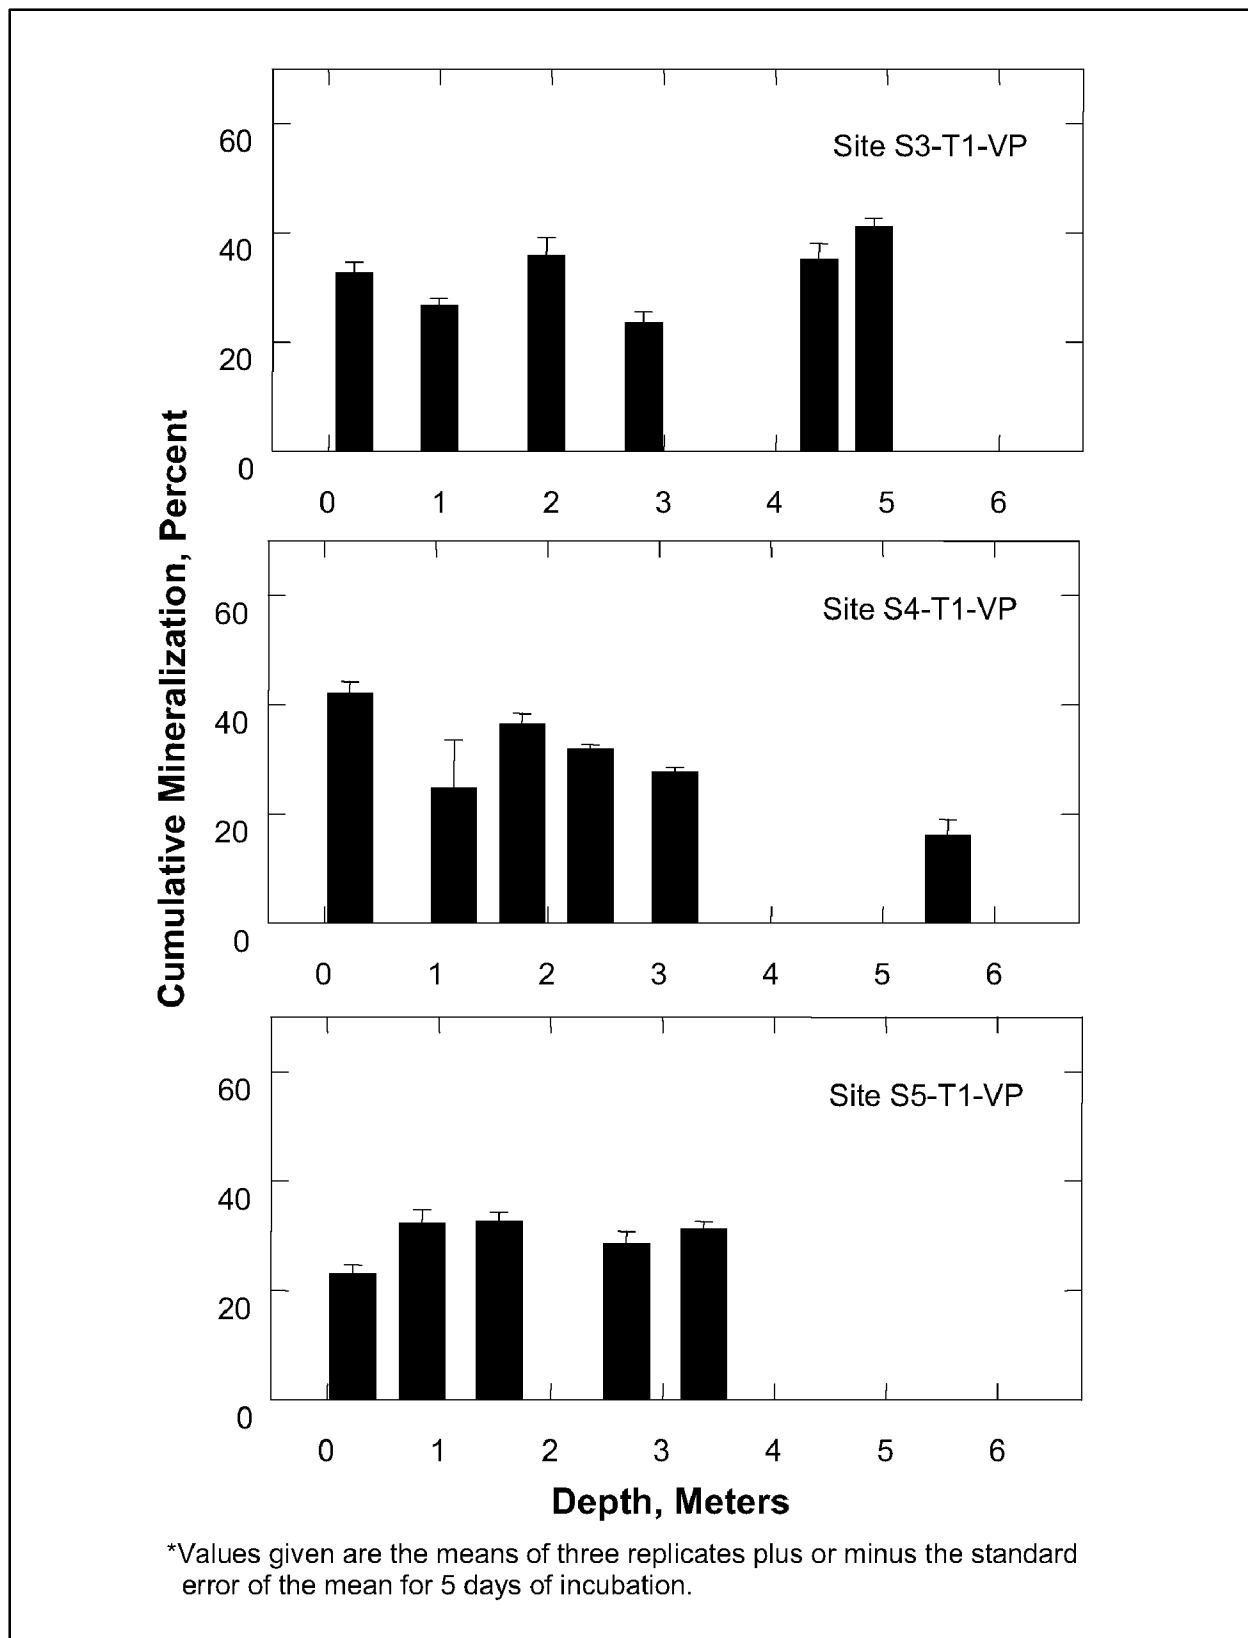 Cumulative Mineralization, Percent
Site S3-T1-VP
60
40
20
0
0 1 2 3 4 5 6
Site S4-T1-VP
60
40
20
0
0 1 2 3 4 5 6
Site S5-T1-VP
60
40
20
0
0 1 2 3 4 5 6
Depth, Meters
*Values given are the means of three replicates plus or minus the standard
error of the mean for 5 days of incubation.